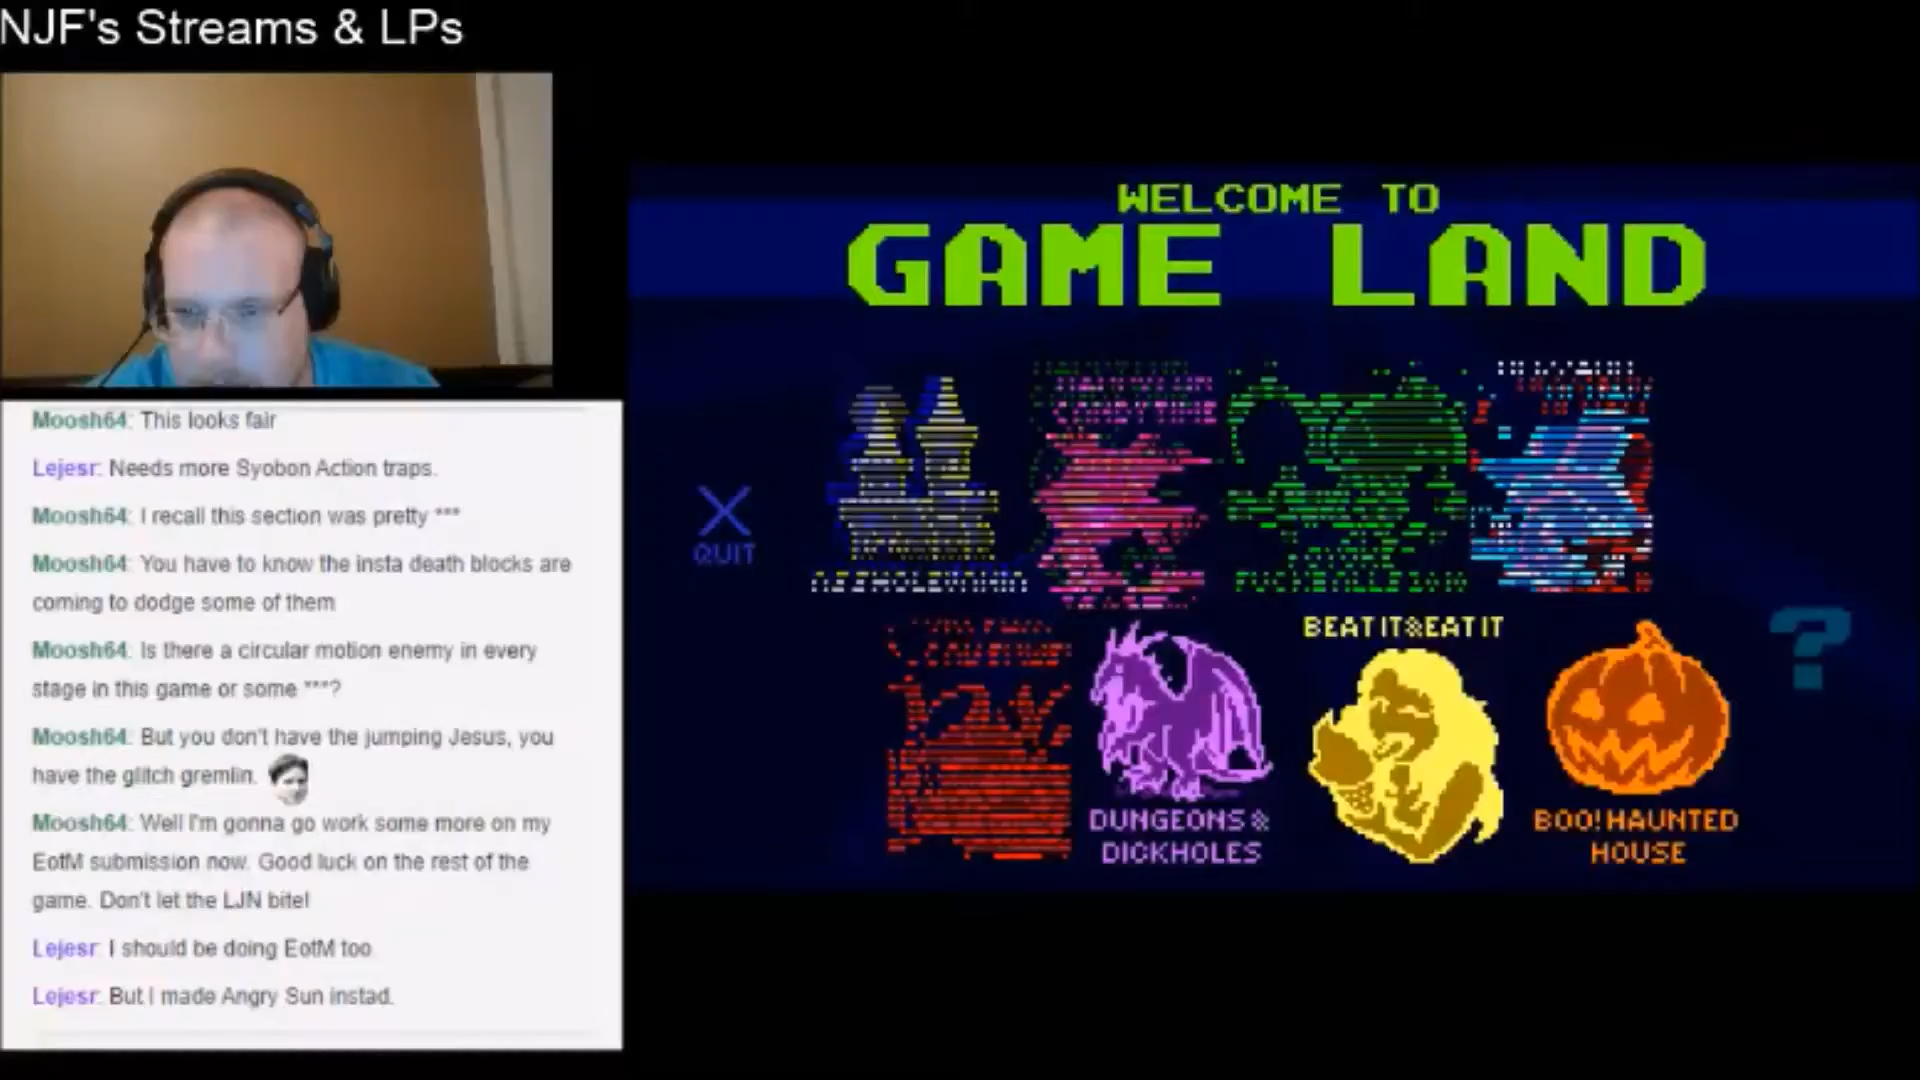 NJF's Streams & LPs
Moosh64: This looks fair
Lejesr: Needs more Syobon Action traps.
Moosh64: I recall this section was pretty ***
Moosh64: You have to know the insta death blocks are
coming to dodge some of them
Moosh64: Is there a circular motion enemy in every
stage in this game or some ***?
Moosh64: But you don't have the jumping Jesus, you
have the glitch gremlin.
Moosh64: Well I'm gonna go work some more on my
EotM submission now. Good luck on the rest of the
game. Don't let the LJN bite!
Lejesr: I should be doing EotM too
Lejesr: But I made Angry Sun instad.
WELCOME TO
GAME LAND
X
QUIT
CANDYTIME
BEAT IT & EAT IT
?
DUNGEONS &
DICKHOLES
BOO! HAUNTED
HOUSE